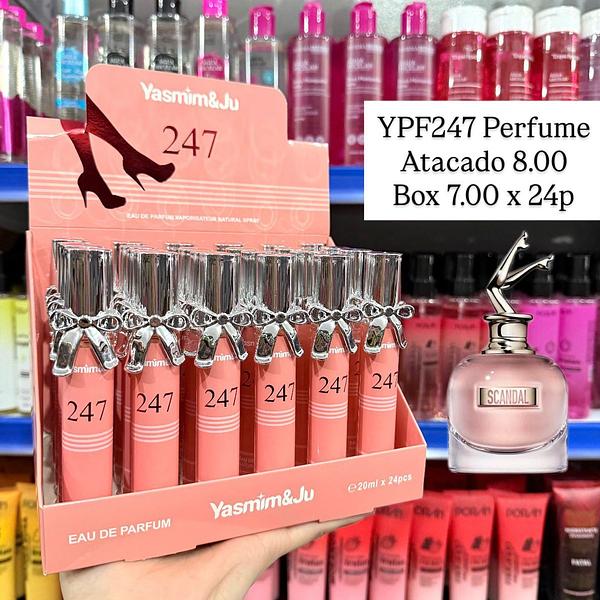 Yasmim&Ju
247
EAU DE PARFUM VAPORISATEUR NATURAL SPRAY
YPF247 Perfume
Atacado 8.00
Box 7.00 x 24p
SCANDAL
247
247
247
247
247
247
Yasmim&Ju
℮20ml x 24pcs
EAU DE PARFUM